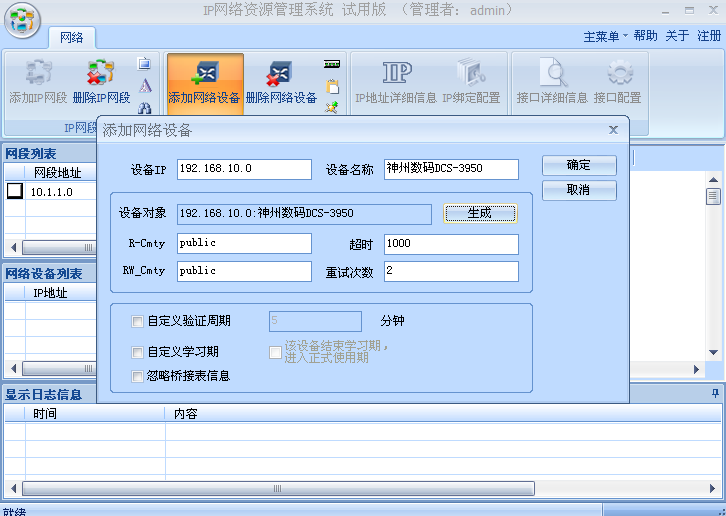 IP网络资源管理系统 试用版 （管理者: admin）
网络
主菜单 帮助 关于 注册
添加IP网段 删除IP网段 添加网络设备 删除网络设备 IP地址详细信息 IP绑定配置 接口详细信息 接口配置
IP网段
添加网络设备
网段列表
网段地址
10.1.1.0
网络设备列表
IP地址
设备IP 192.168.10.0 设备名称 神州数码DCS-3950 确定
取消
设备对象 192.168.10.0:神州数码DCS-3950 生成
R-Cmty public 超时 1000
RW_Cmty public 重试次数 2
自定义验证周期 5 分钟
自定义学习期 该设备结束学习期，
进入正式使用期
忽略桥接表信息
显示日志信息
时间 内容
就绪